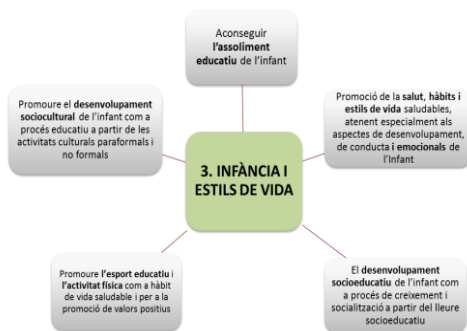 Aconseguir
l'assoliment
educatiu de l'infant
Promoure el desenvolupament
sociocultural de l'infant com a
procés educatiu a partir de les
activitats culturals paraformals i
no formals
Promoció de la salut, hàbits i
estils de vida saludables,
atenent especialment als
aspectes de desenvolupament,
de conducta i emocionals de
l'Infant
3. INFÀNCIA I
ESTILS DE VIDA
Promoure l'esport educatiu i
l'activitat física com a hàbit
de vida saludable i per a la
promoció de valors positius
El desenvolupament
socioeducatiu de l'infant com
a procés de creixement i
socialització a partir del lleure
socioeducatiu